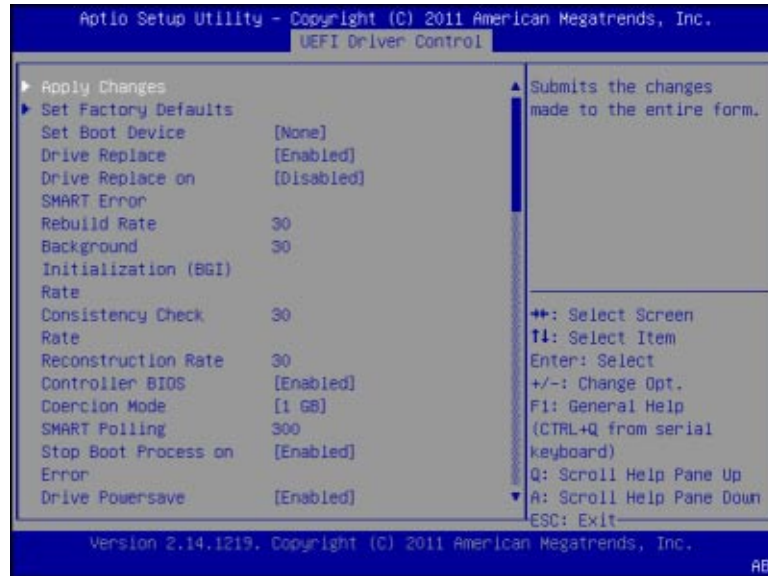 Aptio Setup Utility - Copyright (C) 2011 American Megatrends, Inc.
UEFI Driver Control
Apply Changes
Set Factory Defaults
Set Boot Device [None]
Drive Replace [Enabled]
Drive Replace on [Disabled]
SMART Error
Rebuild Rate 30
Background 30
Initialization (BGI)
Rate
Consistency Check 30
Rate
Reconstruction Rate 30
Controller BIOS [Enabled]
Coercion Mode [1 GB]
SMART Polling 300
Stop Boot Process on [Enabled]
Error
Drive Powersave [Enabled]
Submits the changes
made to the entire form.
→←: Select Screen
↑↓: Select Item
Enter: Select
+/-: Change Opt.
F1: General Help
(CTRL+Q from serial
keyboard)
Q: Scroll Help Pane Up
A: Scroll Help Pane Down
ESC: Exit
Version 2.14.1219. Copyright (C) 2011 American Megatrends, Inc.
AB